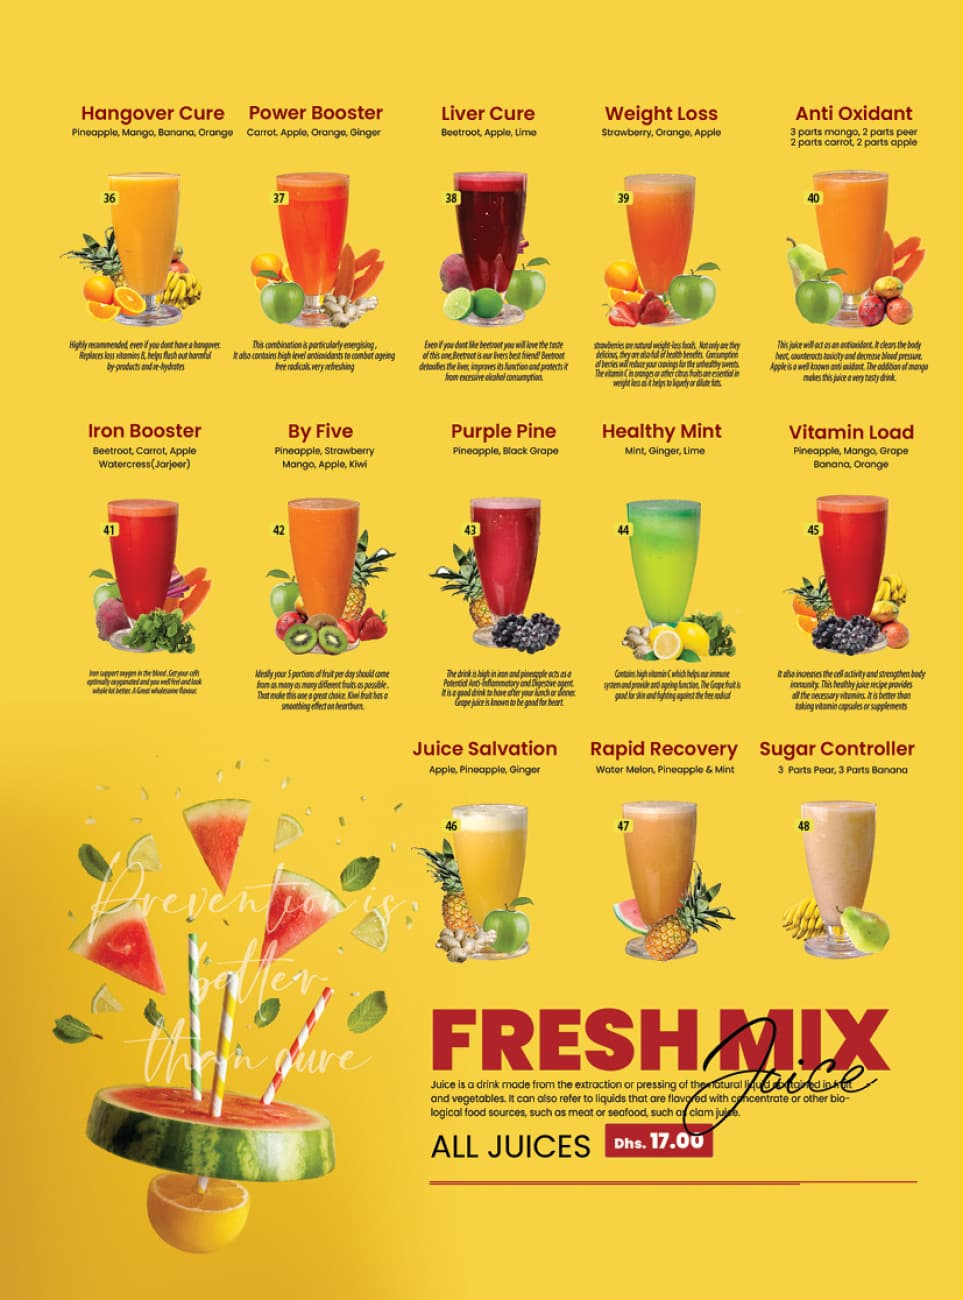 Hangover Cure
Pineapple, Mango, Banana, Orange
36
Highly recommended, even if you dont have a hangover.
Replaces loss vitamins B, helps flush out harmful
by-products and re-hydrates
Power Booster
Carrot. Apple, Orange, Ginger
37
This combination is particularly energising ,
It also contains high level antioxidants to combat ageing
free radicals very refreshing
Liver Cure
Beetroot, Apple, Lime
38
Even if you dont like beetroot you will love the taste
of this one,Beetroot is our livers best friend! Beetroot
detoxifies the liver, improves its function and protects it
from excessive alcohol consumption.
Weight Loss
Strawberry, Orange, Apple
39
strawberries are natural weight-loss foods, Not only are they
delicious, they are also full of health benefits. Consumption
of berries will reduce your cravings for the unhealthy sweets.
The vitamin C in oranges or other citrus fruits are essential in
weight loss as it helps to liquefy or dilute fats.
Anti Oxidant
3 parts mango, 2 parts peer
2 parts carrot, 2 parts apple
40
This juice will act as an antioxidant. It clears the body
heat, counteracts toxicity and decrease blood pressure.
Apple is a well known anti oxidant. The addition of mango
makes this juice a very tasty drink.
Iron Booster
Beetroot, Carrot, Apple
Watercress(Jarjeer)
41
Iron support oxygen in the blood .Get your cells
optimally oxygenated and you well feel and look
whole lot better. A Great wholesome flavour.
By Five
Pineapple, Strawberry
Mango, Apple, Kiwi
42
Ideally your 5 portions of fruit per day should come
from as many as many different fruits as possible .
That make this one a great choice. Kiwi fruit has a
smoothing effect on heartburn.
Purple Pine
Pineapple, Black Grape
43
The drink is high in iron and pineapple acts as a
Potential Anti-Inflammatory and Digestive agent.
It is a good drink to have after your lunch or dinner.
Grape juice is known to be good for heart.
Healthy Mint
Mint, Ginger, Lime
44
Contains high vitamin C which helps our immune
system and provide anti ageing function, The Grape fruit is
good for skin and fighting against the free radical
Vitamin Load
Pineapple, Mango, Grape
Banana, Orange
45
It also increases the cell activity and strengthen body
immunity. This healthy juice recipe provides
all the necessary vitamins. It is better than
taking vitamin capsules or supplements
Juice Salvation
Apple, Pineapple, Ginger
46
Rapid Recovery
Water Melon, Pineapple & Mint
47
Sugar Controller
3 Parts Pear, 3 Parts Banana
48
Prevention is
better
than cure
FRESH MIX
Juice
Juice is a drink made from the extraction or pressing of the natural liquid contained in fruit
and vegetables. It can also refer to liquids that are flavored with concentrate or other bio-
logical food sources, such as meat or seafood, such as clam juice.
ALL JUICES Dhs. 17.00